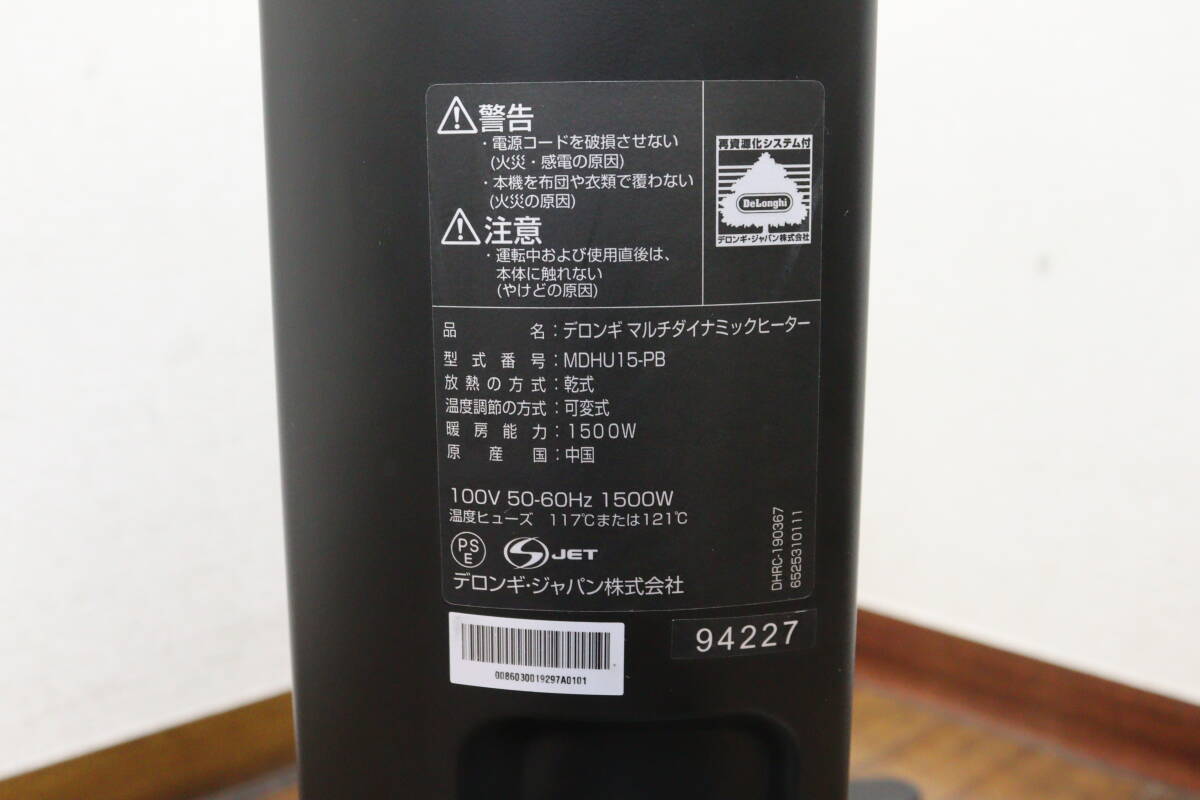 警告
・電源コードを破損させない
(火災・感電の原因)
・本機を布団や衣類で覆わない
(火災の原因)
注意
・運転中および使用直後は、
本体に触れない
(やけどの原因)
再資源化システム付
DeLonghi
デロンギ・ジャパン株式会社
品名：デロンギ マルチダイナミックヒーター
型式番号：MDHU15-PB
放熱の方式：乾式
温度調節の方式：可変式
暖房能力：1500W
原産国：中国
100V 50-60Hz 1500W
温度ヒューズ 117℃または121℃
PSE
S JET
デロンギ・ジャパン株式会社
DHRC-190367
6525310111
0086030019297A0101
94227